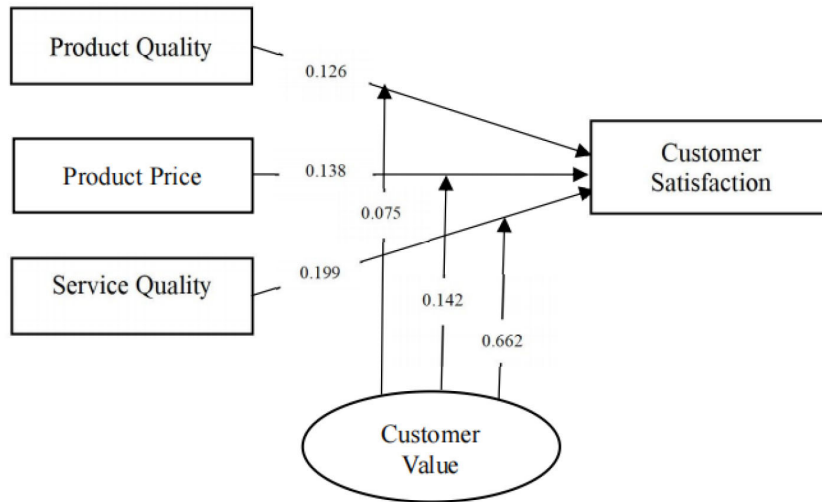 Product Quality
0.126
Product Price
0.138
Customer
Satisfaction
0.075
Service Quality
0.199
0.142
0.662
Customer
Value